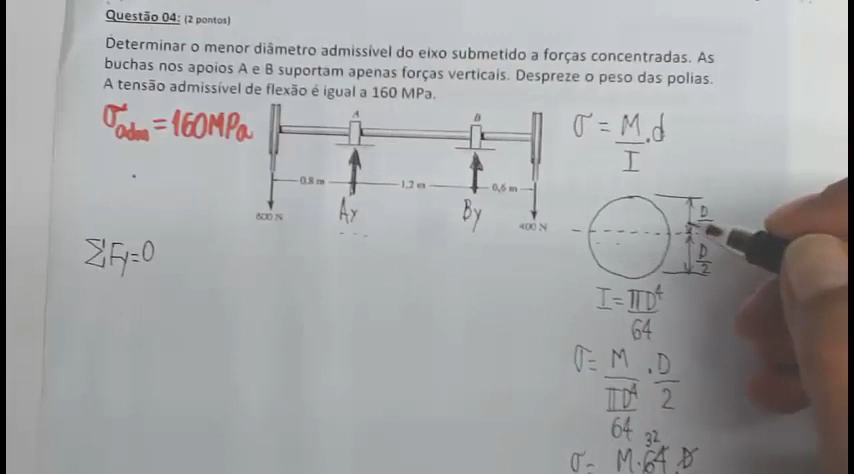 Questão 04: (2 pontos)
Determinar o menor diâmetro admissível do eixo submetido a forças concentradas. As
buchas nos apoios A e B suportam apenas forças verticais. Despreze o peso das polias.
A tensão admissível de flexão é igual a 160 MPa.
σadm = 160MPa
A
B
σ = M . d
I
0,8 m
1,2 m
0,6 m
Ay
By
400 N
D
ΣFy=0
D
2
I = πD⁴
64
σ = M . D
πD⁴ 2
64
32
σ = M.64.D